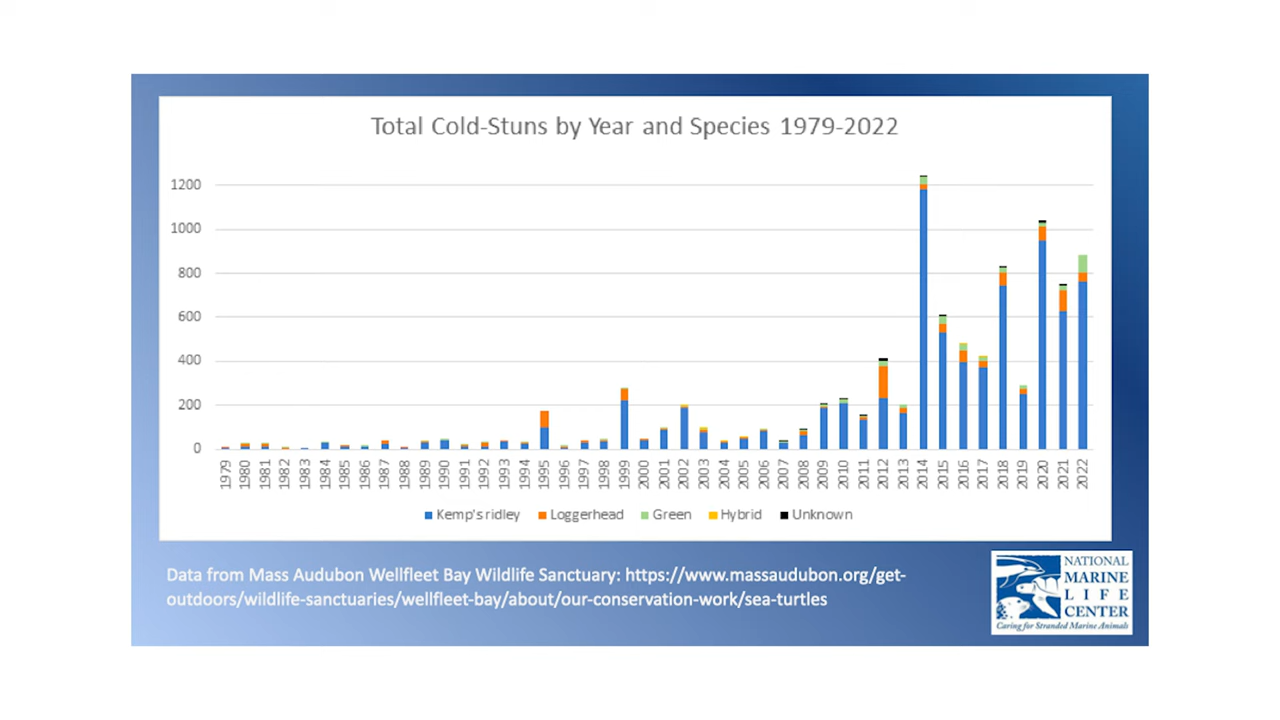 Total Cold-Stuns by Year and Species 1979-2022
1200
1000
800
600
400
200
0
1979 1980 1981 1982 1983 1984 1985 1986 1987 1988 1989 1990 1991 1992 1993 1994 1995 1996 1997 1998 1999 2000 2001 2002 2003 2004 2005 2006 2007 2008 2009 2010 2011 2012 2013 2014 2015 2016 2017 2018 2019 2020 2021 2022
Kemp's ridley Loggerhead Green Hybrid Unknown
Data from Mass Audubon Wellfleet Bay Wildlife Sanctuary: https://www.massaudubon.org/get-
outdoors/wildlife-sanctuaries/wellfleet-bay/about/our-conservation-work/sea-turtles
NATIONAL
MARINE
LIFE
CENTER
Caring for Stranded Marine Animals